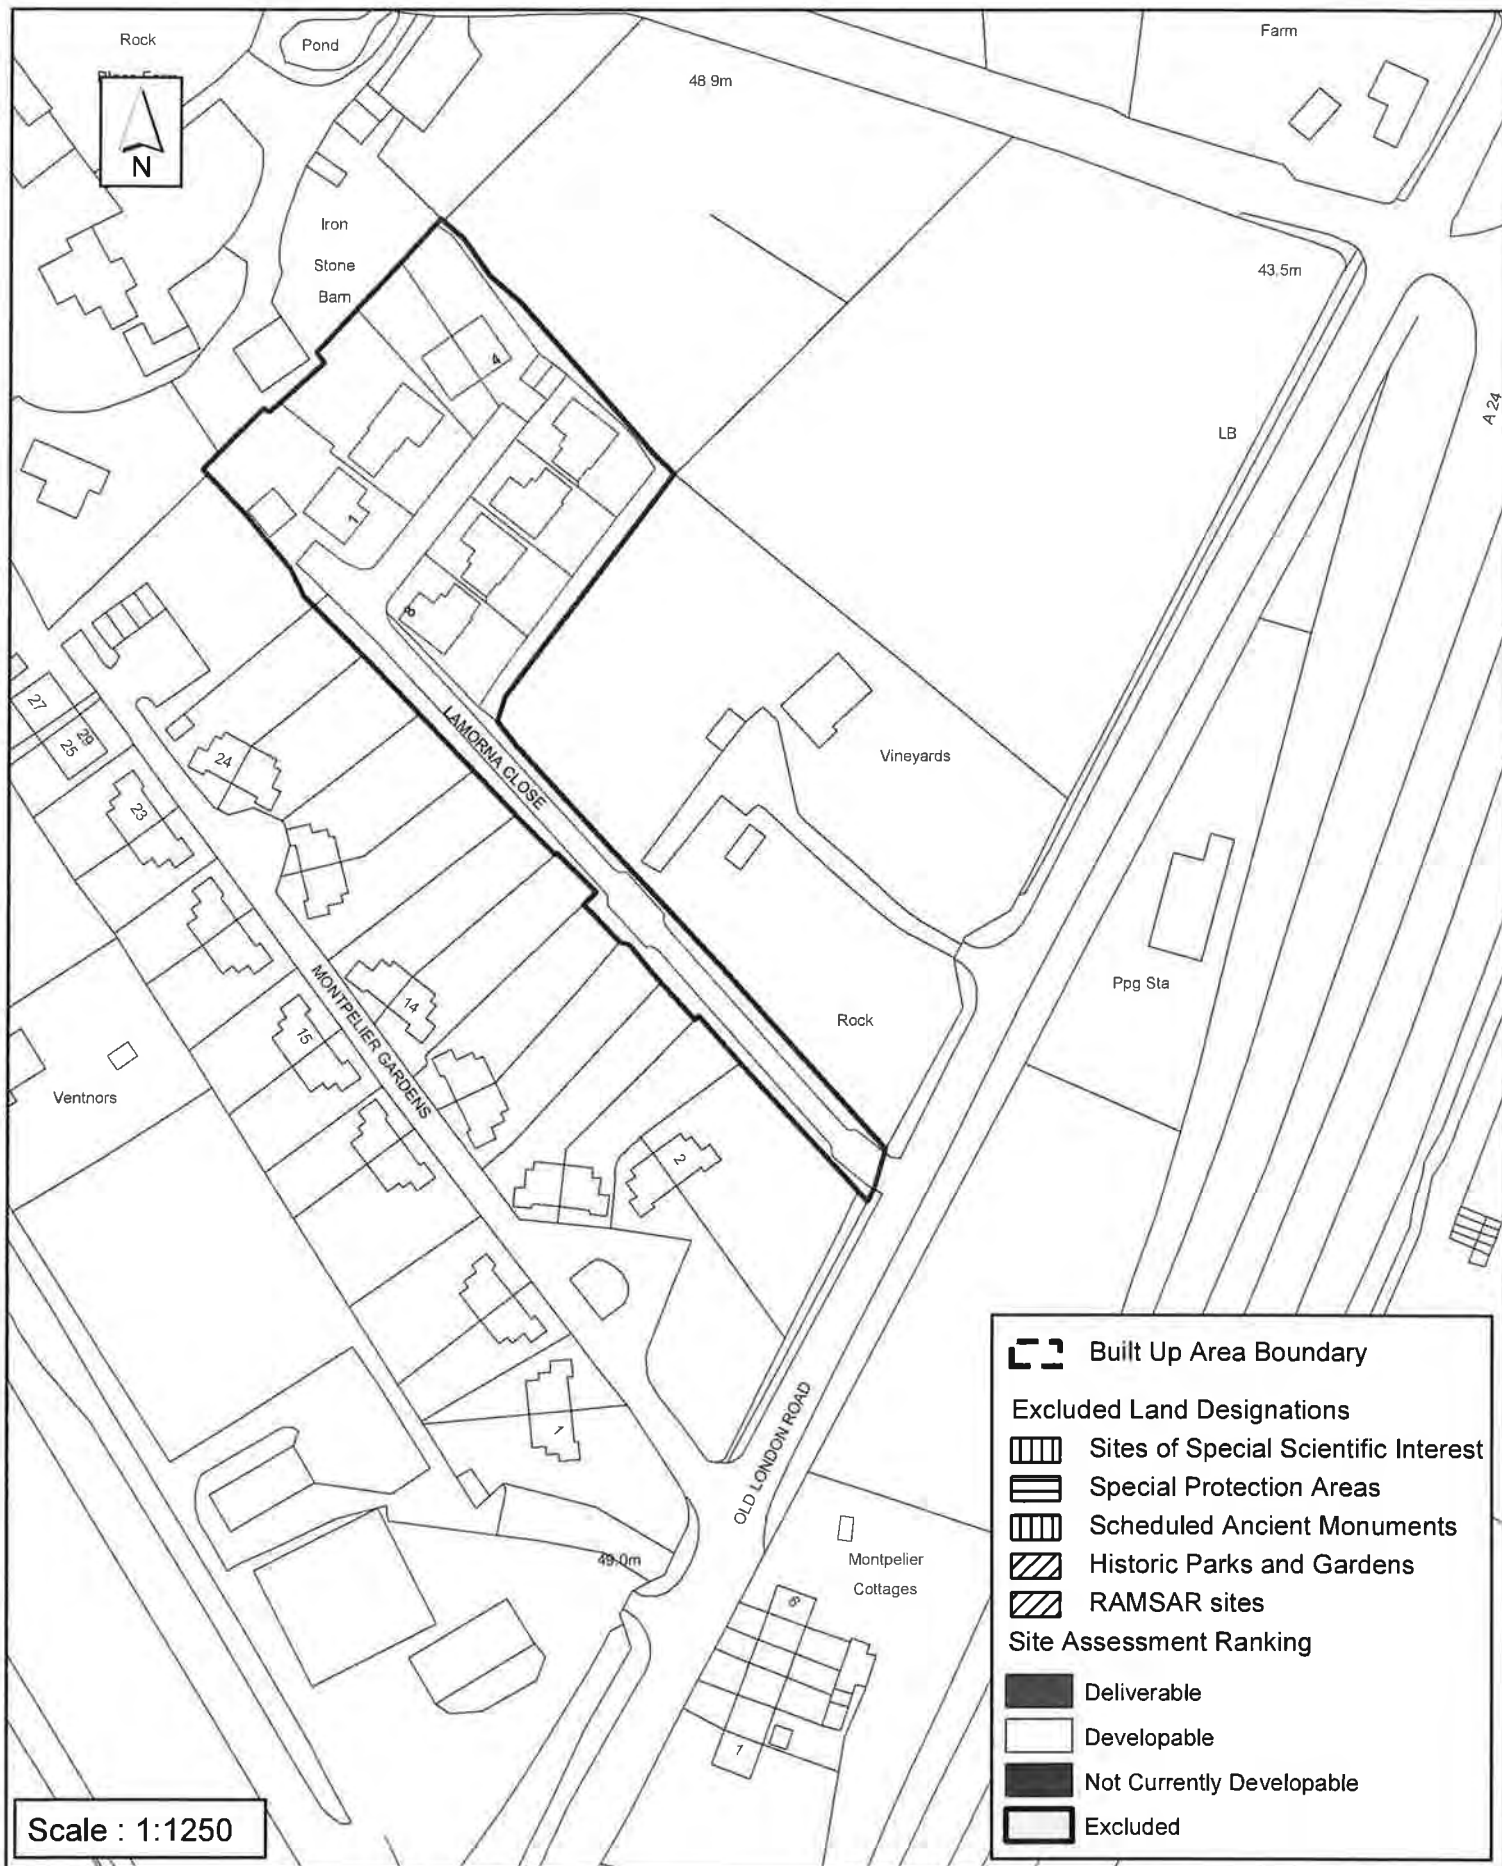 Rock
Pond
Farm
48.9m
N
Iron
Stone
Barn
43.5m
4
A 24
LB
1
8
27
29
25
24
LAMORNA CLOSE
Vineyards
23
14
15
MONTPELIER GARDENS
Ppg Sta
Rock
Ventnors
2
1
OLD LONDON ROAD
49.0m
Montpelier
Cottages
6
1
Built Up Area Boundary
Excluded Land Designations
Sites of Special Scientific Interest
Special Protection Areas
Scheduled Ancient Monuments
Historic Parks and Gardens
RAMSAR sites
Site Assessment Ranking
Deliverable
Developable
Not Currently Developable
Excluded
Scale : 1:1250